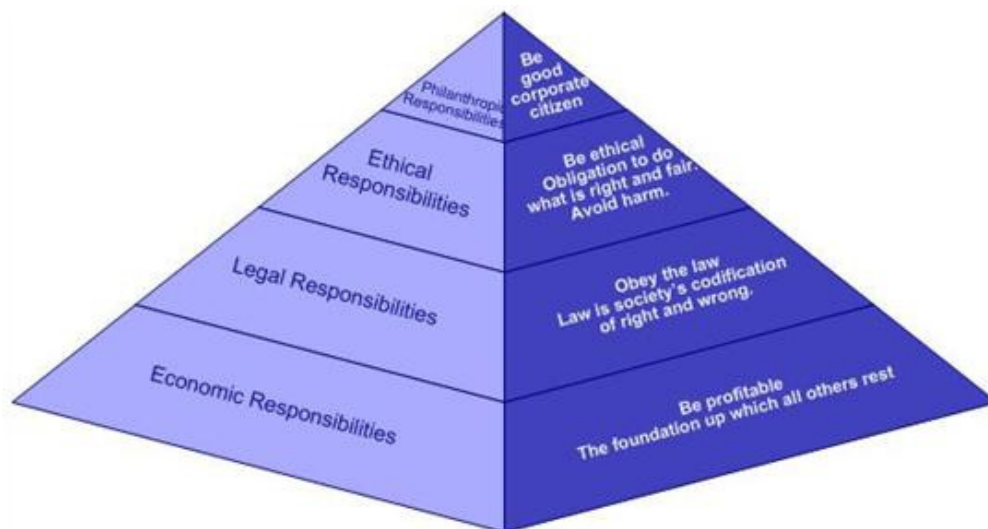 Philanthropic
Responsibilities
Be
good
corporate
citizen
Ethical
Responsibilities
Be ethical
Obligation to do
what is right and fair.
Avoid harm.
Legal Responsibilities
Obey the law
Law is society's codification
of right and wrong.
Economic Responsibilities
Be profitable
The foundation up which all others rest